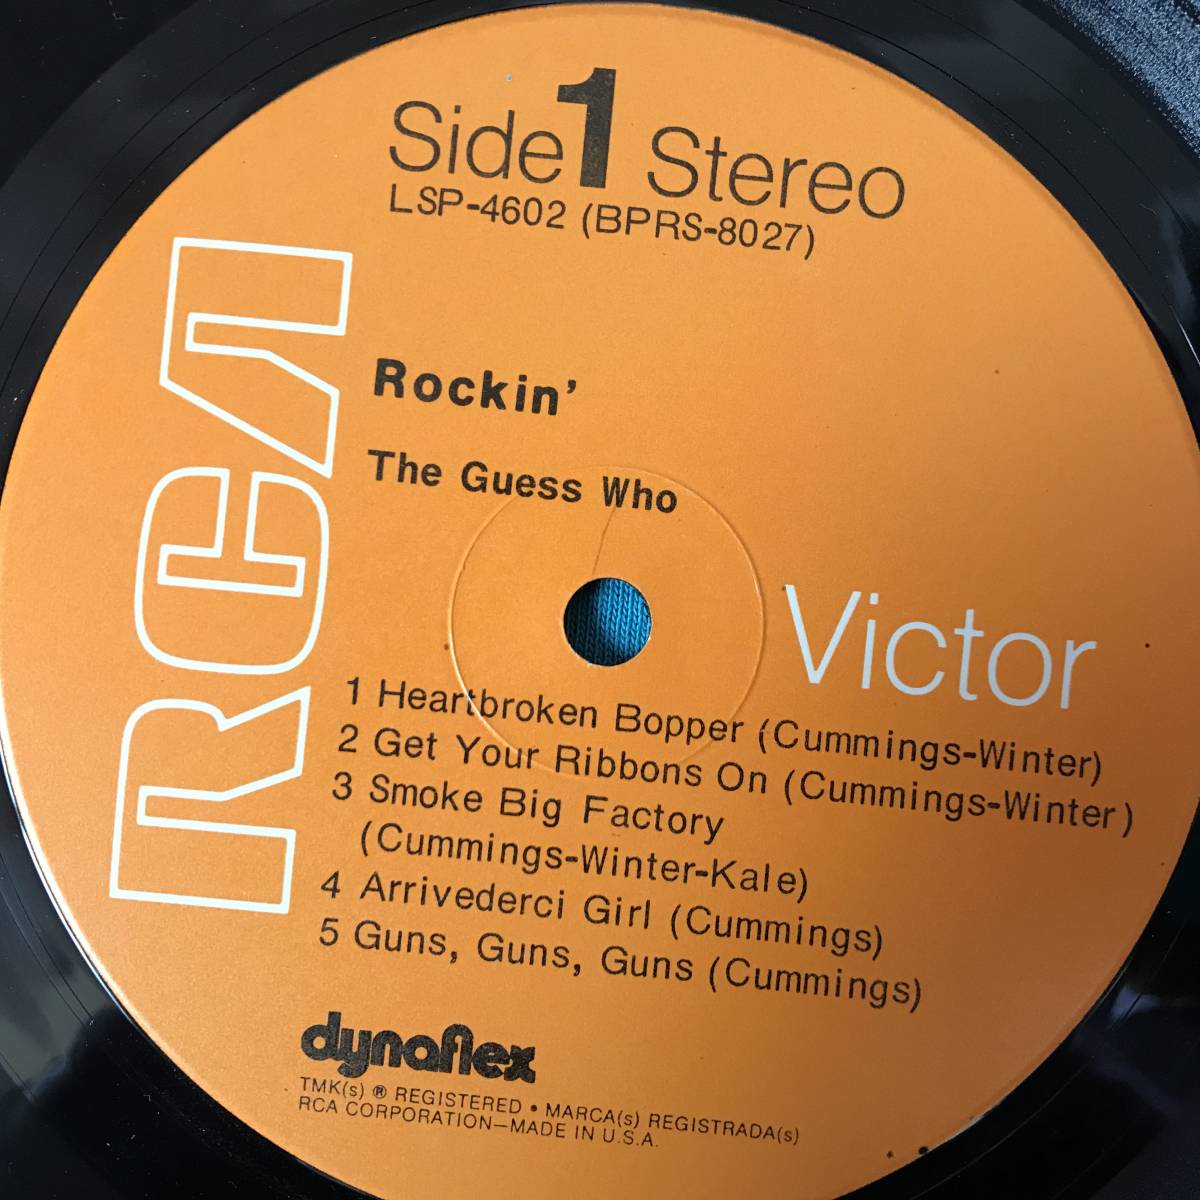 Side 1 Stereo
LSP-4602 (BPRS-8027)
RCA
Rockin'
The Guess Who
Victor
1 Heartbroken Bopper (Cummings-Winter)
2 Get Your Ribbons On (Cummings-Winter)
3 Smoke Big Factory
(Cummings-Winter-Kale)
4 Arrivederci Girl (Cummings)
5 Guns, Guns, Guns (Cummings)
dynaflex
TMK(s) ® REGISTERED • MARCA(s) REGISTRADA(s)
RCA CORPORATION—MADE IN U.S.A.